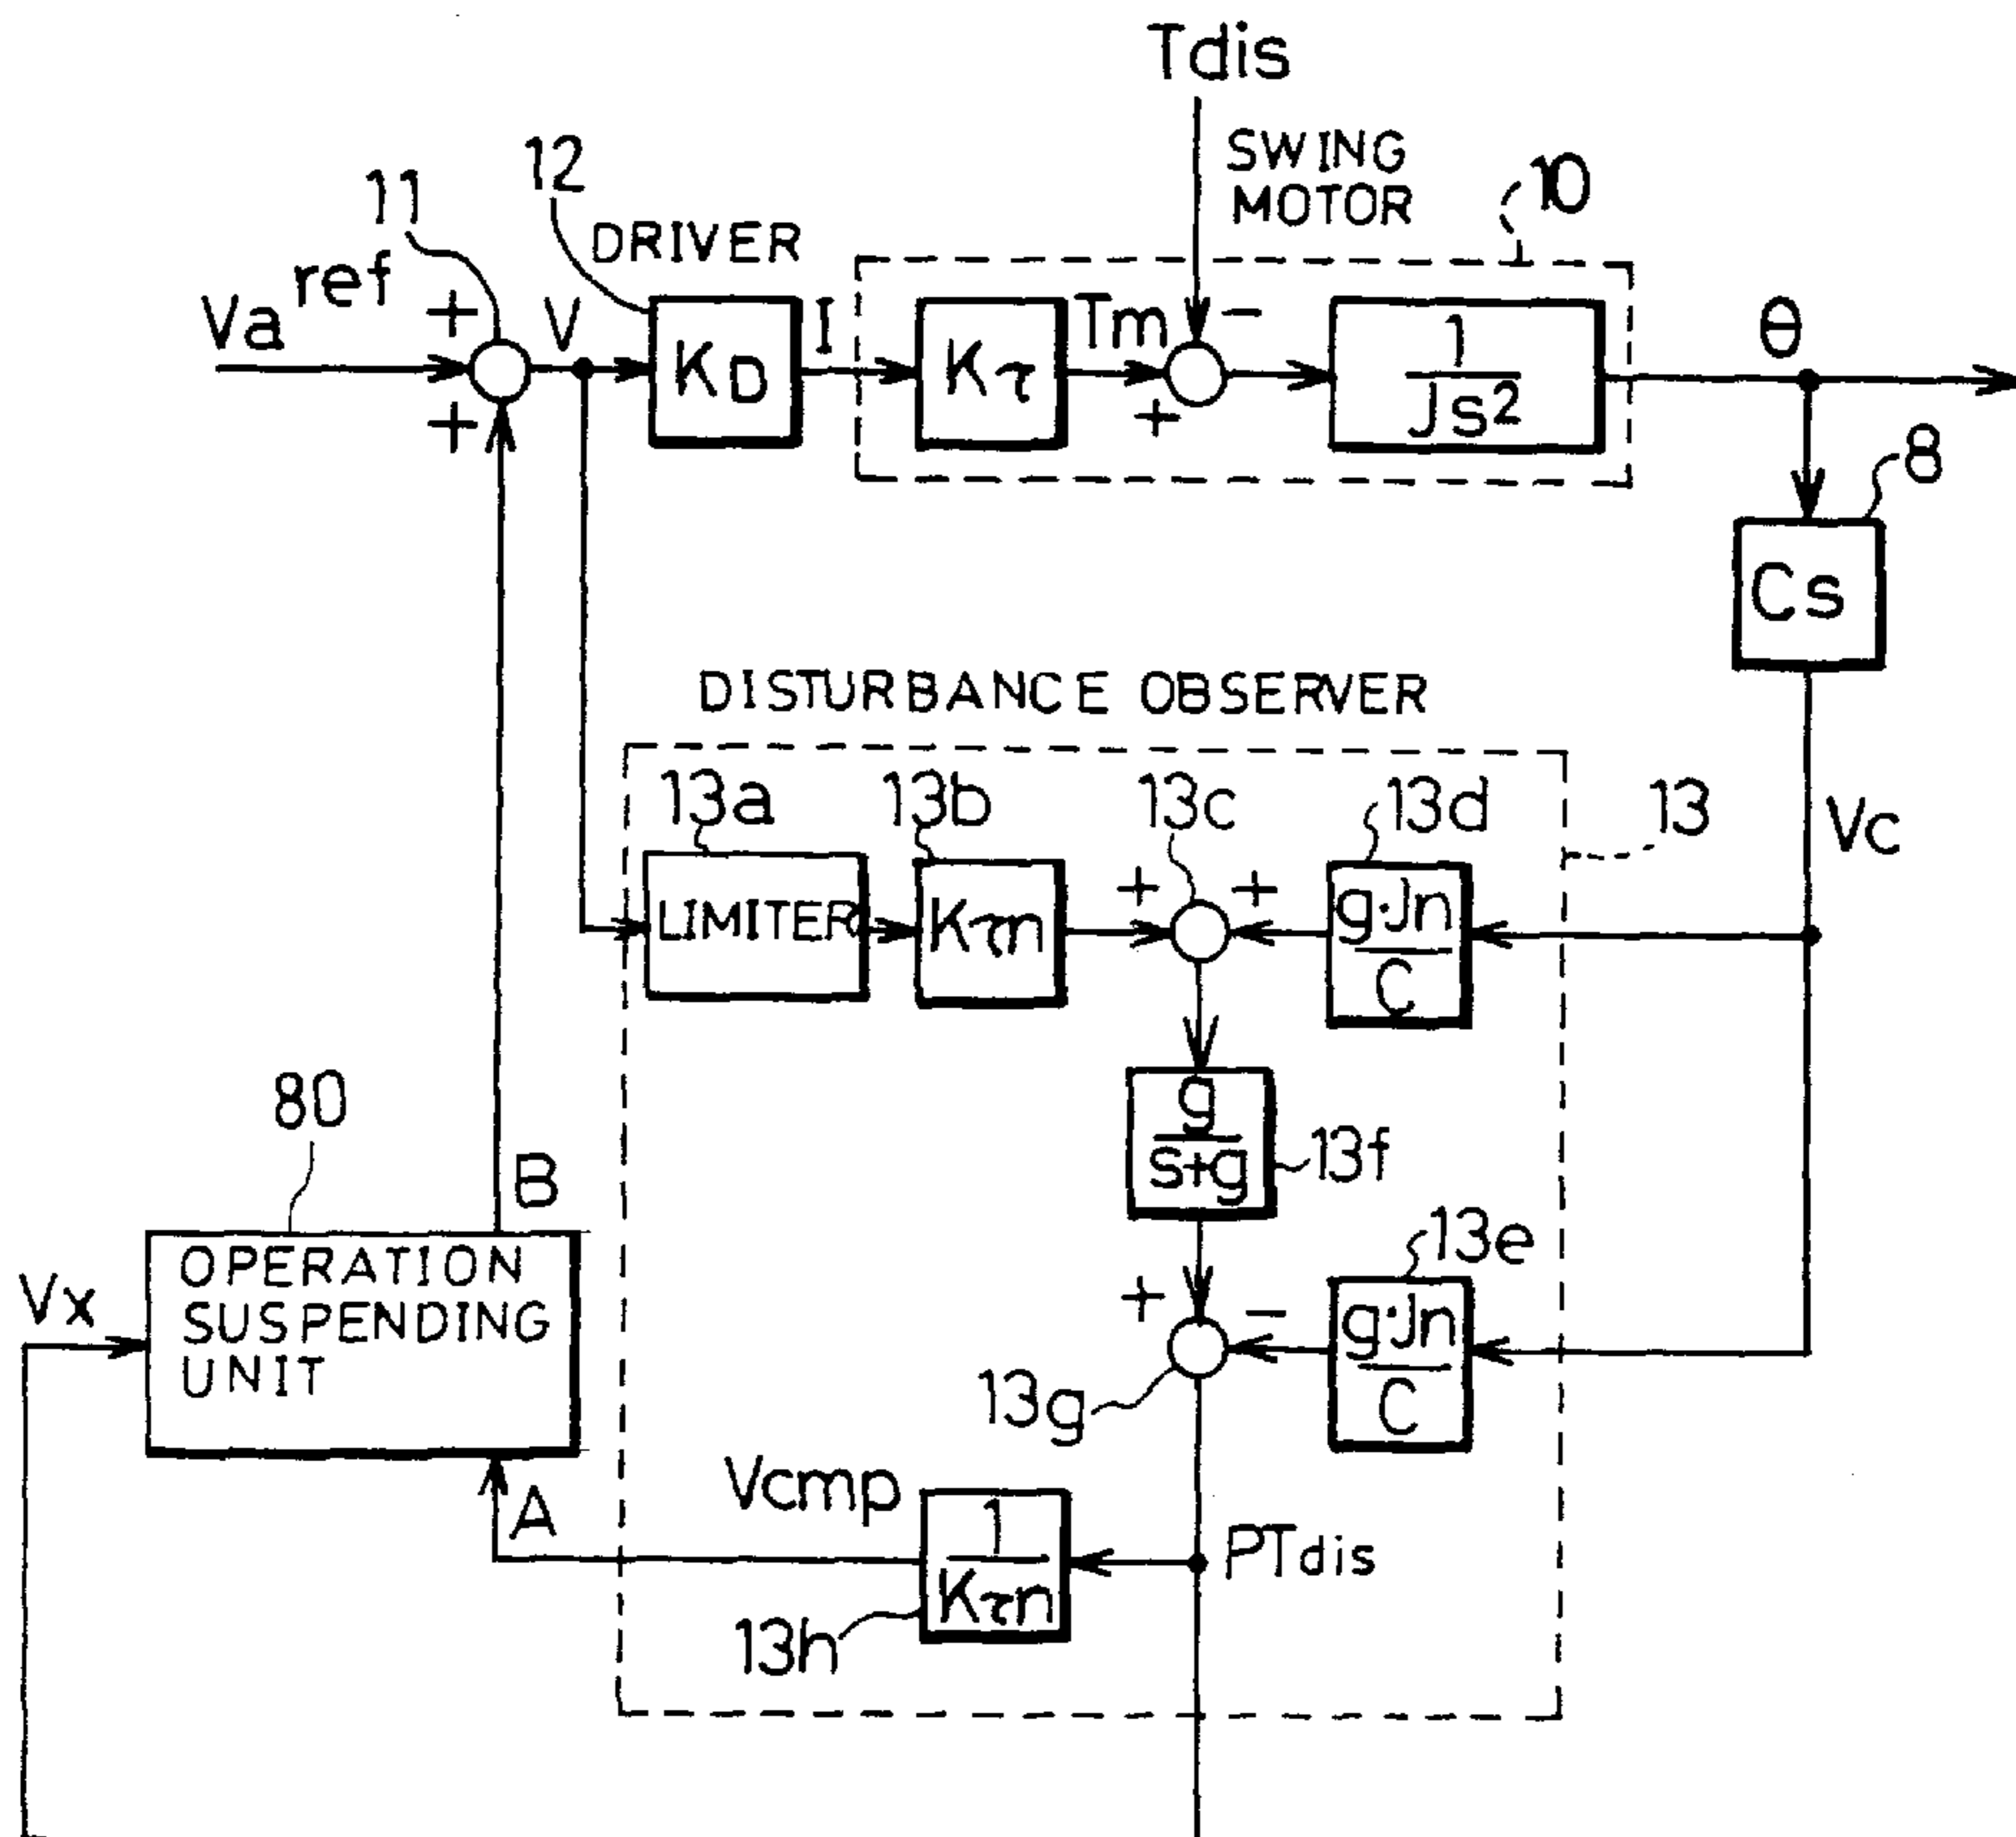 Tdis
SWING
MOTOR
10
12
11
DRIVER
Va ref
+
V
I
Tm
-
θ
KD
Kτ
1
Js²
+
+
8
Cs
DISTURBANCE OBSERVER
13a
13b
13c
13d
13
Vc
LIMITER
Kτn
+
+
g·Jn
C
80
B
g
s+g
13f
OPERATION
SUSPENDING
UNIT
Vx
13e
+
-
g·Jn
C
13g
Vcmp
A
1
Kτn
PTdis
13h